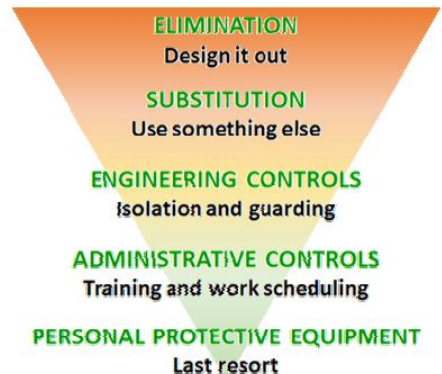 ELIMINATION
Design it out
SUBSTITUTION
Use something else
ENGINEERING CONTROLS
Isolation and guarding
ADMINISTRATIVE CONTROLS
Training and work scheduling
PERSONAL PROTECTIVE EQUIPMENT
Last resort